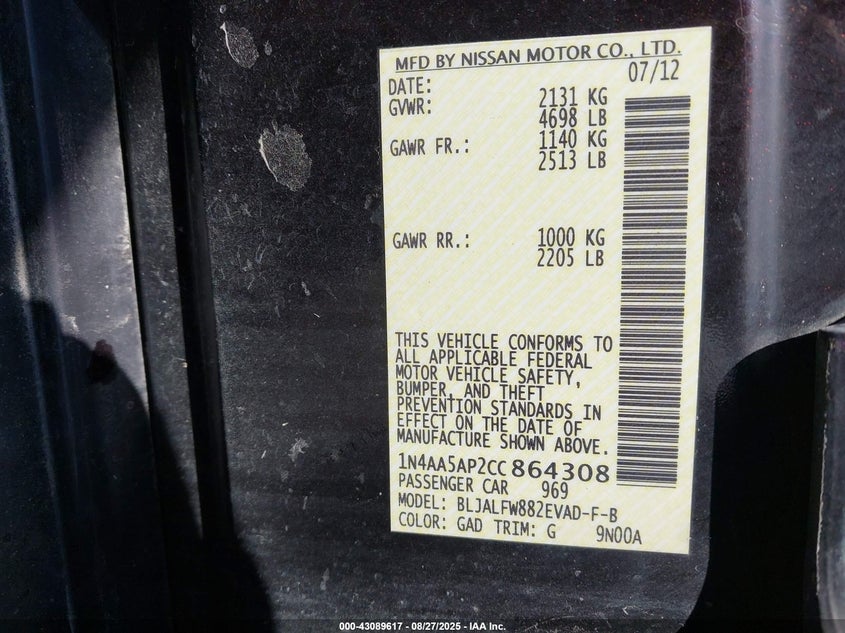 MFD BY NISSAN MOTOR CO., LTD.
DATE: 07/12
GVWR: 2131 KG
4698 LB
GAWR FR.: 1140 KG
2513 LB
GAWR RR.: 1000 KG
2205 LB
THIS VEHICLE CONFORMS TO
ALL APPLICABLE FEDERAL
MOTOR VEHICLE SAFETY,
BUMPER, AND THEFT
PREVENTION STANDARDS IN
EFFECT ON THE DATE OF
MANUFACTURE SHOWN ABOVE.
1N4AA5AP2CC864308
PASSENGER CAR 969
MODEL: BLJALFW882EVAD-F-B
COLOR: GAD TRIM: G 9N00A
000-43089617 - 08/27/2025 - IAA Inc.